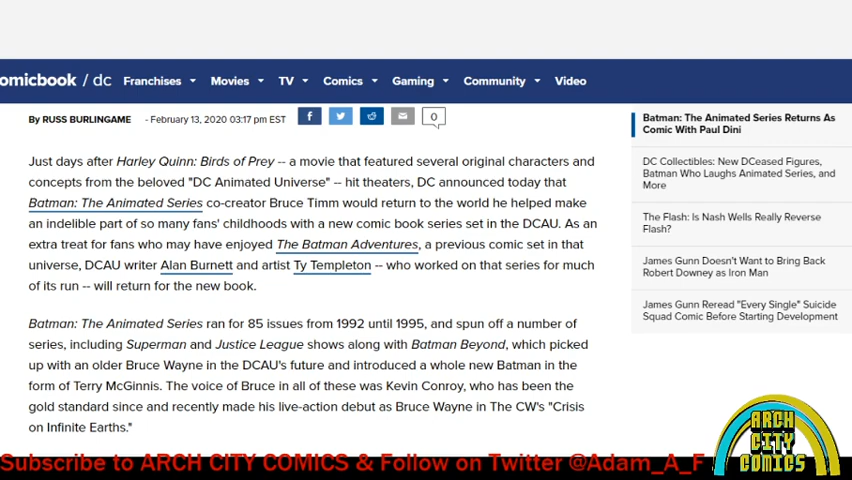 omicbook / dc Franchises Movies TV Comics Gaming Community Video
By RUSS BURLINGAME - February 13, 2020 03:17 pm EST 0
Just days after Harley Quinn: Birds of Prey -- a movie that featured several original characters and
concepts from the beloved "DC Animated Universe" -- hit theaters, DC announced today that
Batman: The Animated Series co-creator Bruce Timm would return to the world he helped make
an indelible part of so many fans' childhoods with a new comic book series set in the DCAU. As an
extra treat for fans who may have enjoyed The Batman Adventures, a previous comic set in that
universe, DCAU writer Alan Burnett and artist Ty Templeton -- who worked on that series for much
of its run -- will return for the new book.
Batman: The Animated Series ran for 85 issues from 1992 until 1995, and spun off a number of
series, including Superman and Justice League shows along with Batman Beyond, which picked
up with an older Bruce Wayne in the DCAU's future and introduced a whole new Batman in the
form of Terry McGinnis. The voice of Bruce in all of these was Kevin Conroy, who has been the
gold standard since and recently made his live-action debut as Bruce Wayne in The CW's "Crisis
on Infinite Earths."
Batman: The Animated Series Returns As
Comic With Paul Dini
DC Collectibles: New DCeased Figures,
Batman Who Laughs Animated Series, and
More
The Flash: Is Nash Wells Really Reverse
Flash?
James Gunn Doesn't Want to Bring Back
Robert Downey as Iron Man
James Gunn Reread "Every Single" Suicide
Squad Comic Before Starting Development
Subscribe to ARCH CITY COMICS & Follow on Twitter @Adam_A_F
ARCH
CITY
COMICS